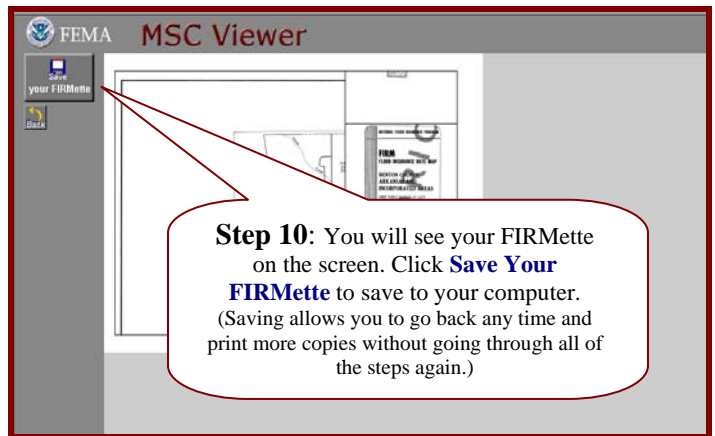 FEMA MSC Viewer
Save
your FIRMette
Back
FIRM
FLOOD INSURANCE RATE MAP
BENTON COUNTY,
ARKANSAS
INCORPORATED AREAS
Step 10: You will see your FIRMette
on the screen. Click Save Your
FIRMette to save to your computer.
(Saving allows you to go back any time and
print more copies without going through all of
the steps again.)